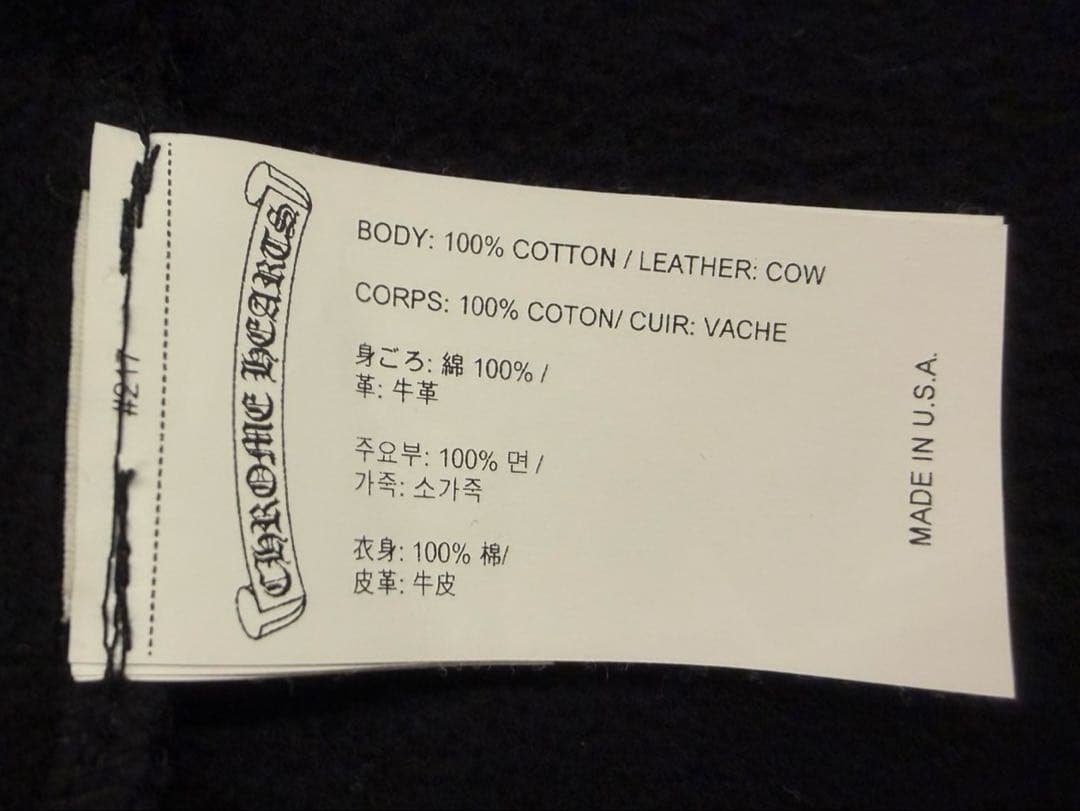 #217
CHROME HEARTS
BODY: 100% COTTON / LEATHER: COW
CORPS: 100% COTON/ CUIR: VACHE
身ごろ: 綿 100% /
革: 牛革
주요부: 100% 면 /
가죽: 소가죽
衣身: 100% 棉/
皮革: 牛皮
MADE IN U.S.A.